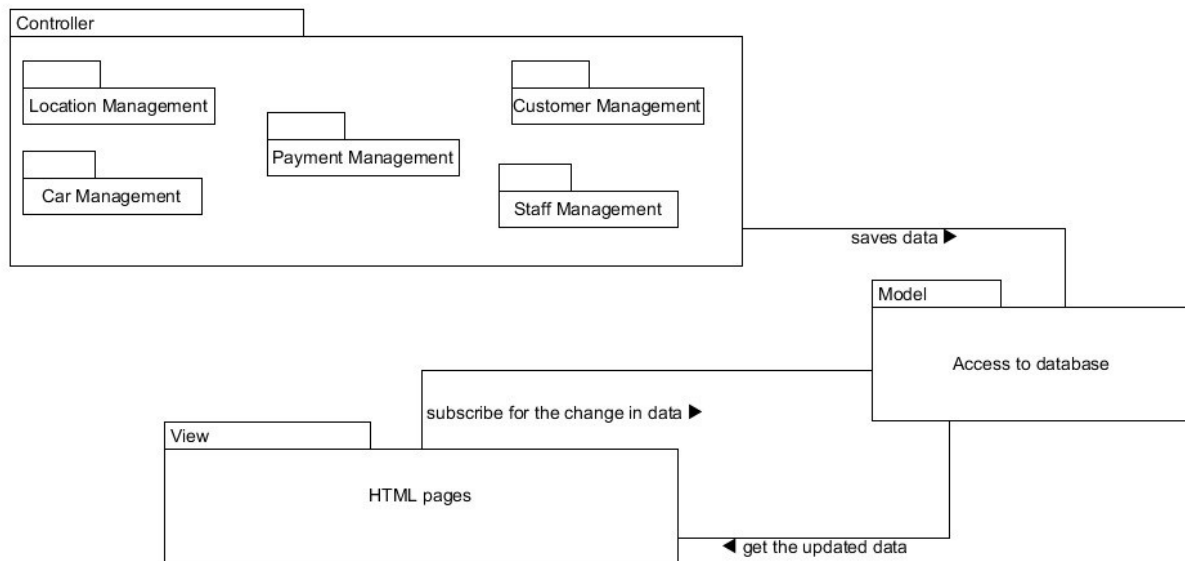 Controller
Location Management
Customer Management
Payment Management
Car Management
Staff Management
saves data ▶
Model
Access to database
subscribe for the change in data ▶
View
HTML pages
◀ get the updated data